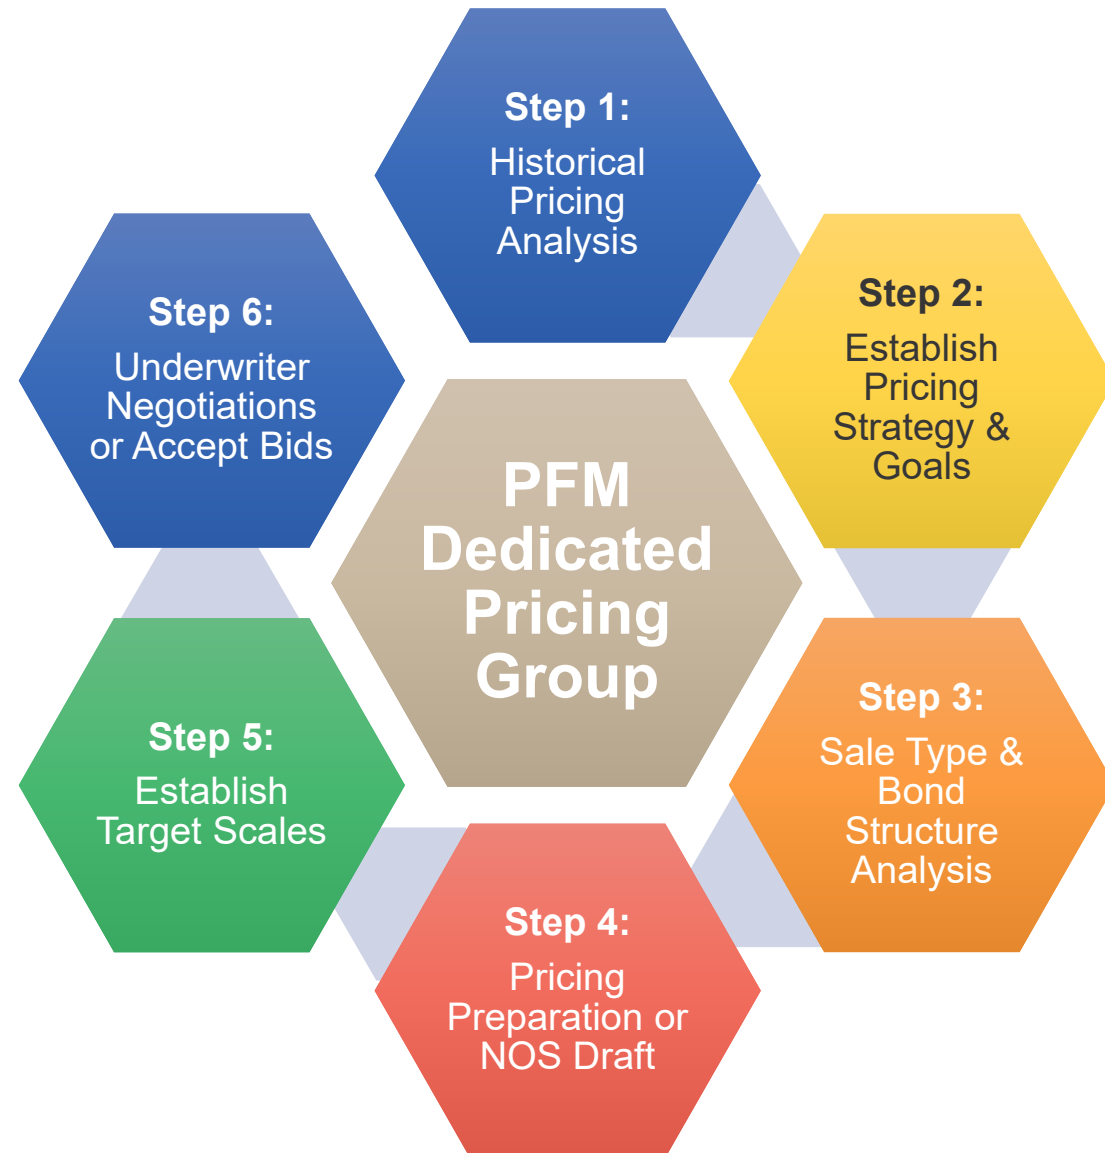 Step 1:
Historical
Pricing
Analysis
Step 2:
Establish
Pricing
Strategy &
Goals
Step 3:
Sale Type &
Bond
Structure
Analysis
Step 4:
Pricing
Preparation or
NOS Draft
Step 5:
Establish
Target Scales
Step 6:
Underwriter
Negotiations
or Accept Bids
PFM
Dedicated
Pricing
Group